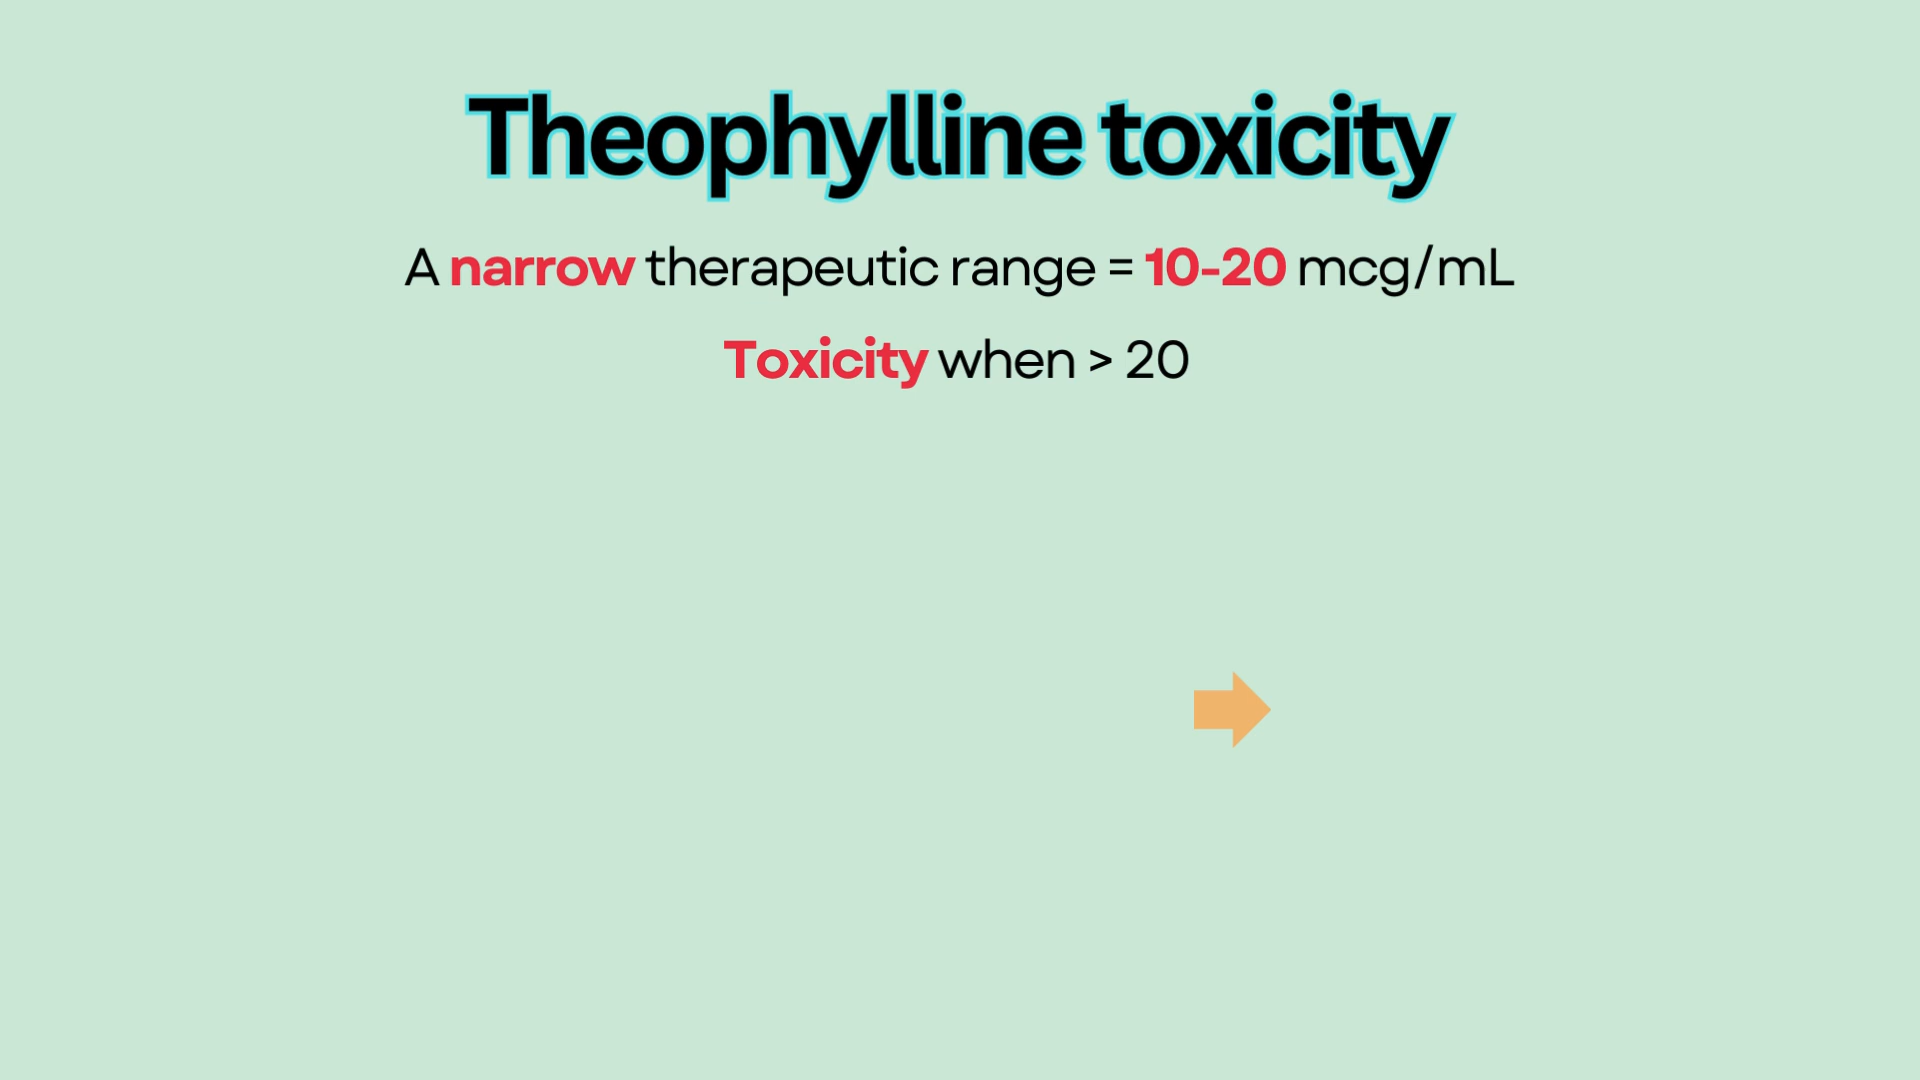 Theophylline toxicity
A narrow therapeutic range = 10-20 mcg/mL
Toxicity when > 20